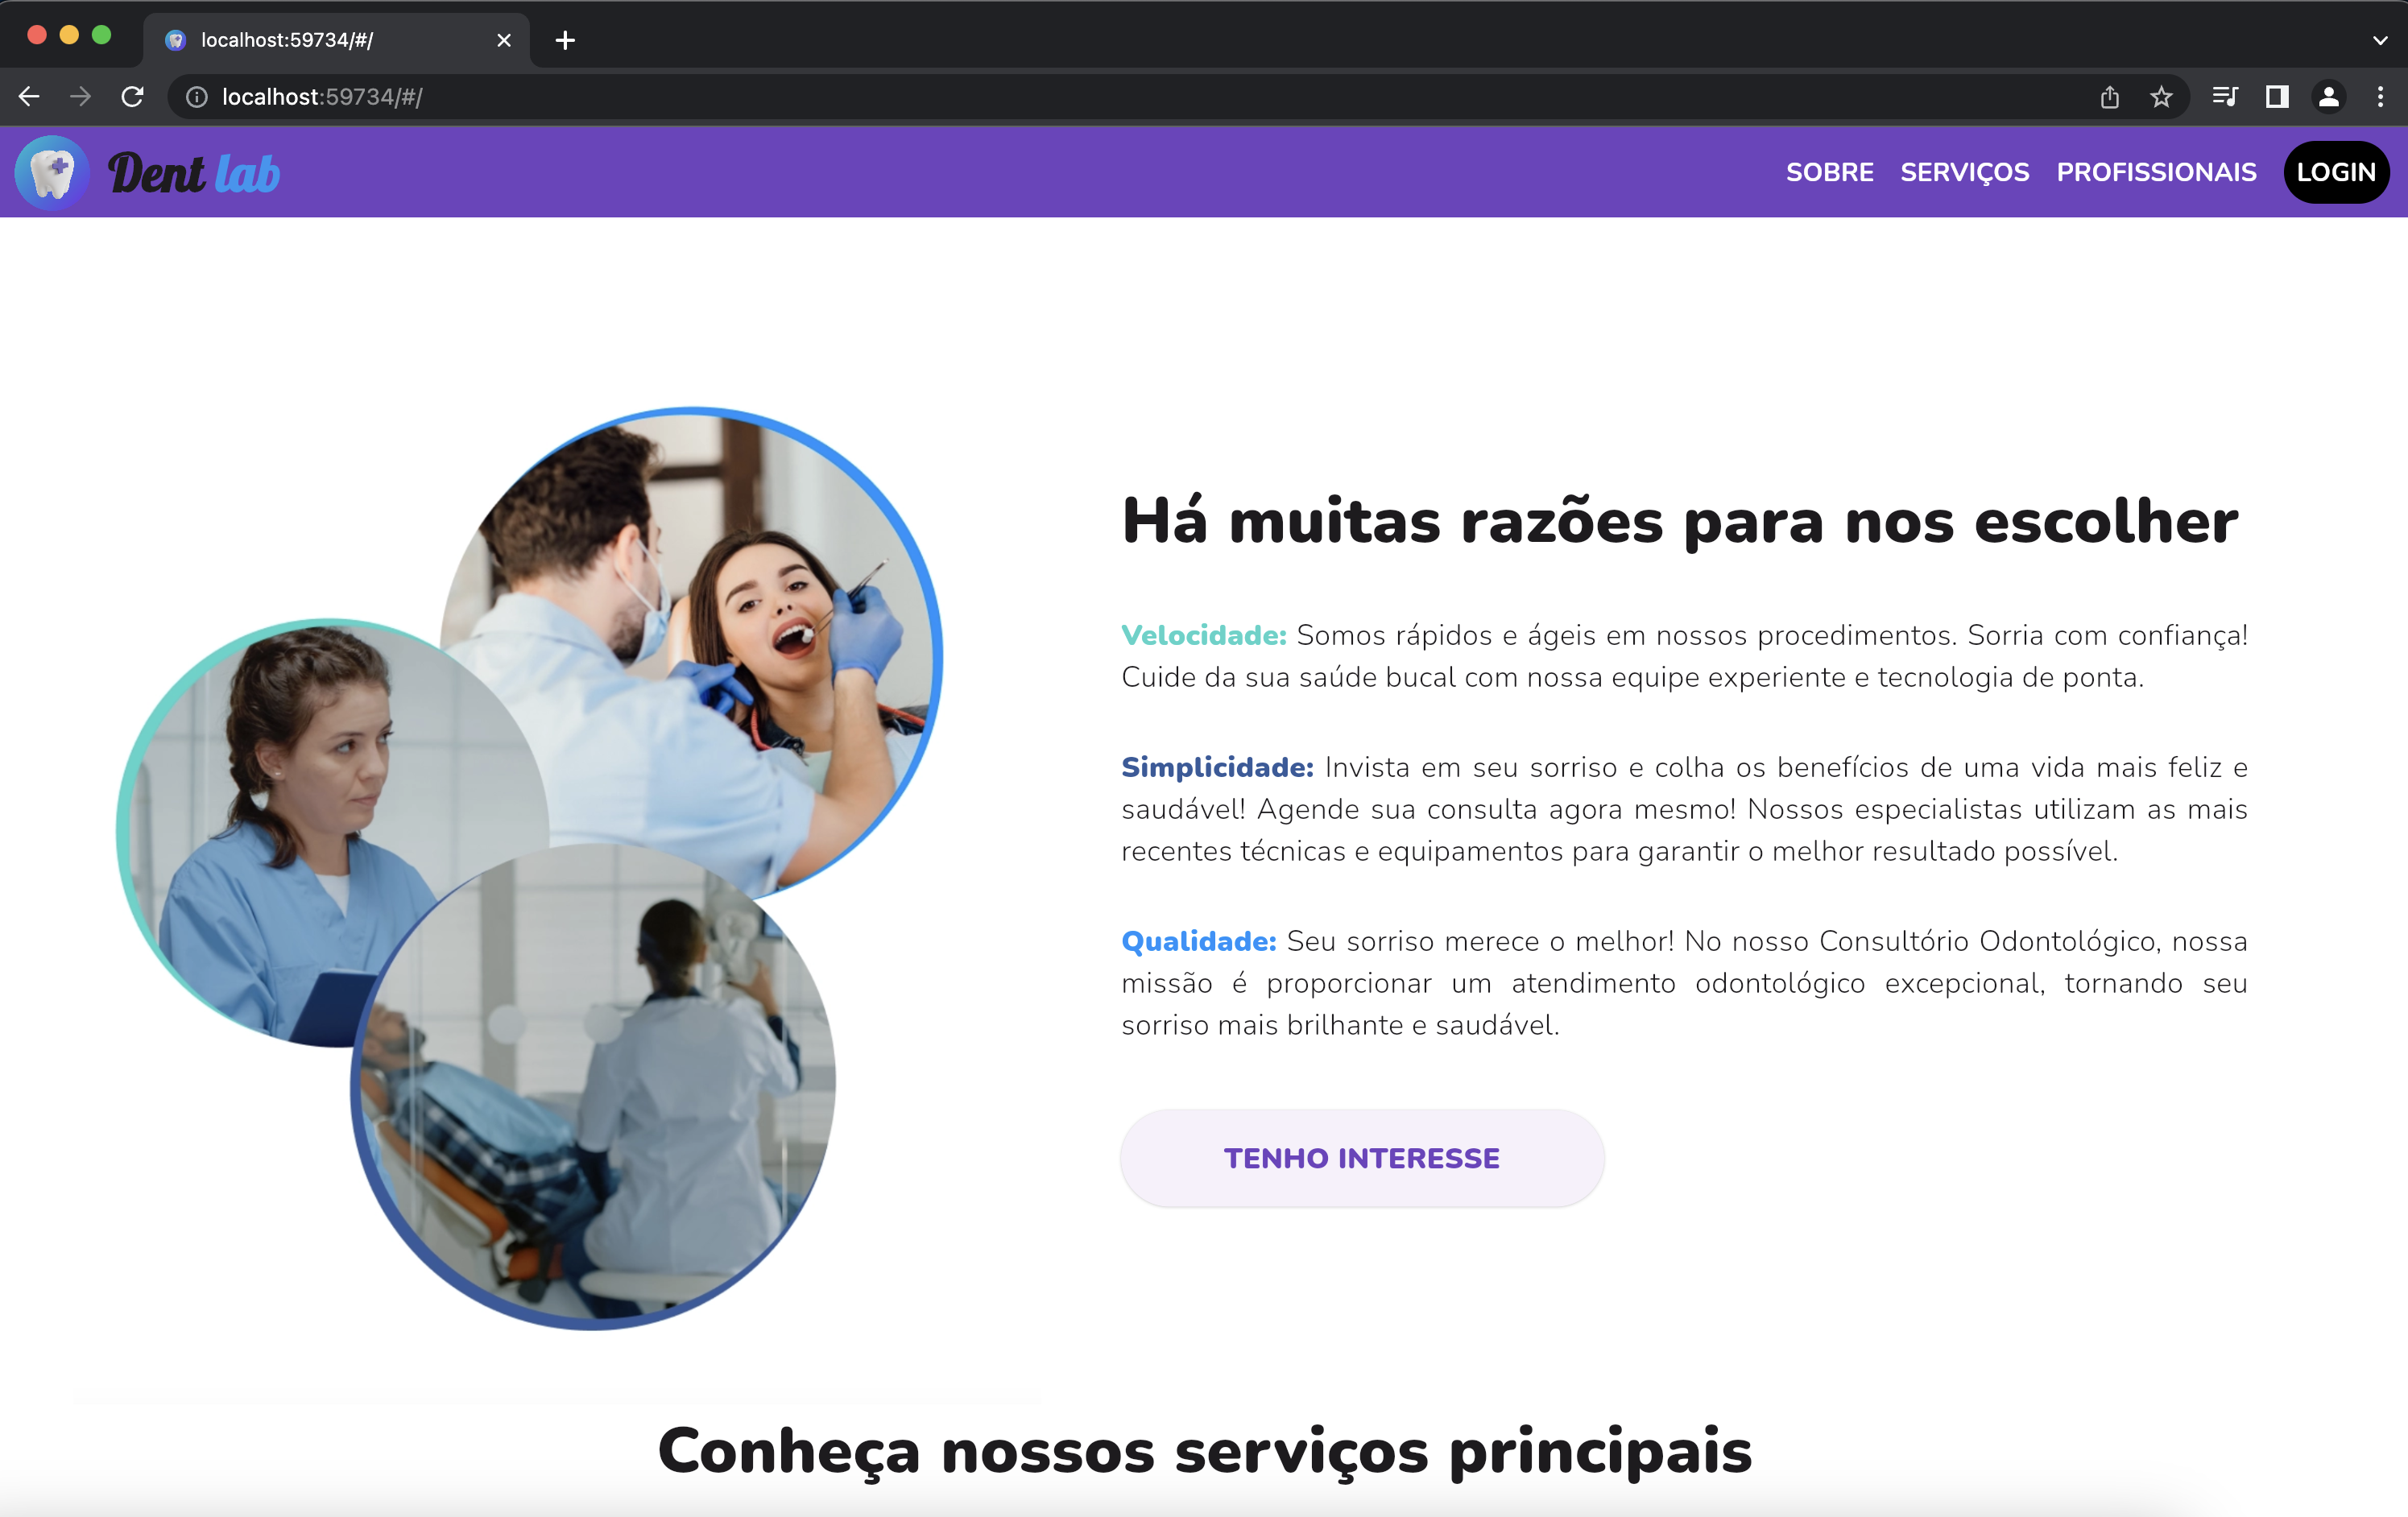 localhost:59734/#/
localhost:59734/#/
Dent lab
SOBRE SERVIÇOS PROFISSIONAIS LOGIN
Há muitas razões para nos escolher
Velocidade: Somos rápidos e ágeis em nossos procedimentos. Sorria com confiança!
Cuide da sua saúde bucal com nossa equipe experiente e tecnologia de ponta.
Simplicidade: Invista em seu sorriso e colha os benefícios de uma vida mais feliz e
saudável! Agende sua consulta agora mesmo! Nossos especialistas utilizam as mais
recentes técnicas e equipamentos para garantir o melhor resultado possível.
Qualidade: Seu sorriso merece o melhor! No nosso Consultório Odontológico, nossa
missão é proporcionar um atendimento odontológico excepcional, tornando seu
sorriso mais brilhante e saudável.
TENHO INTERESSE
Conheça nossos serviços principais